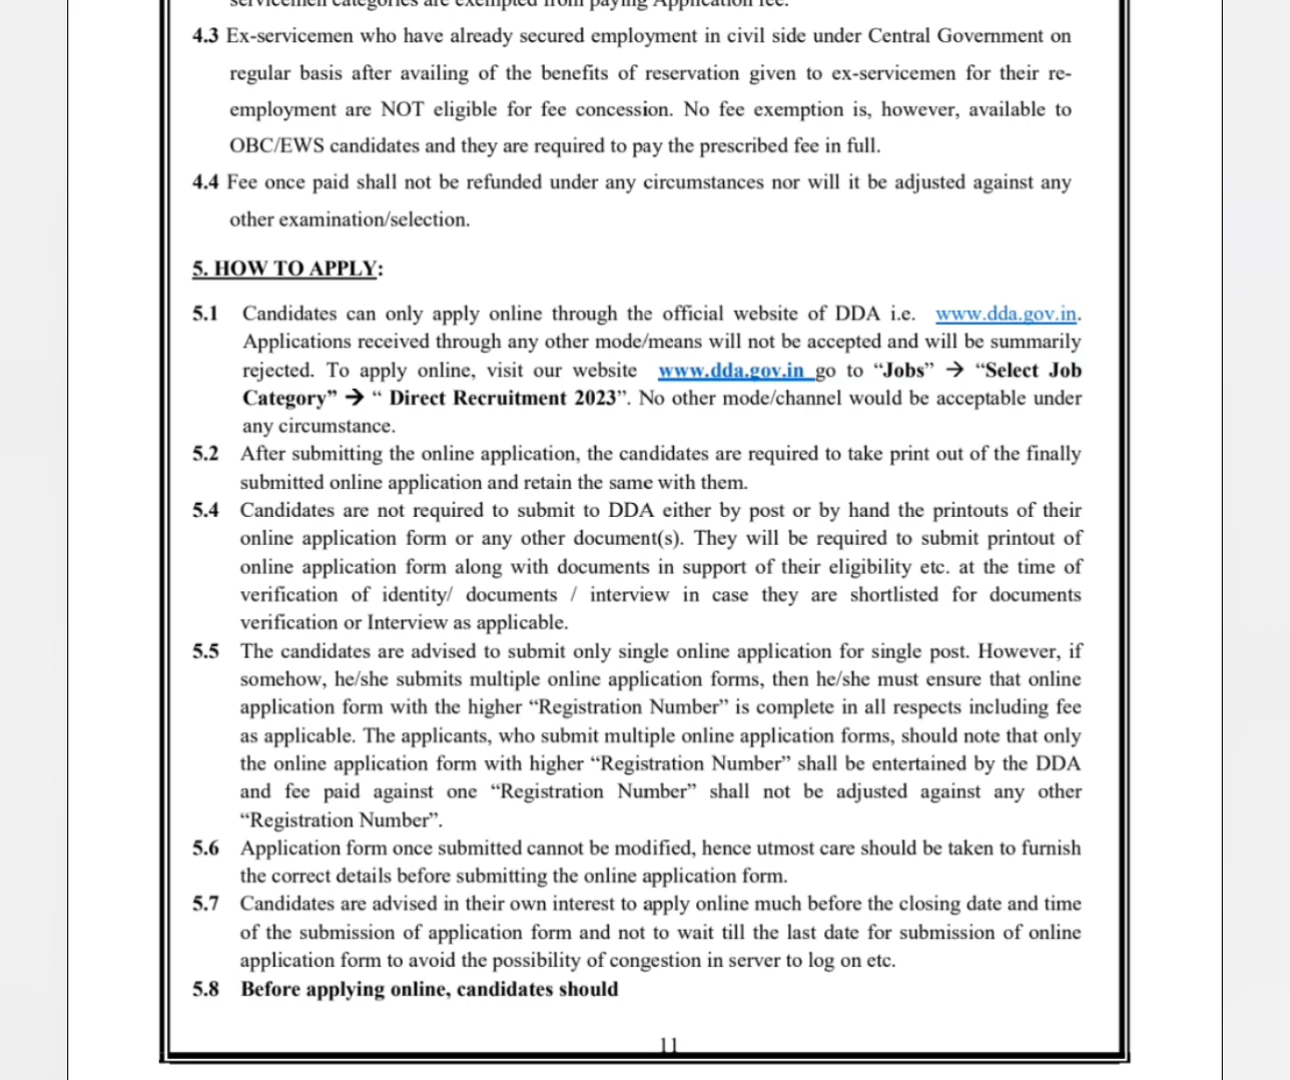 servicemen categories are exempted from paying Application fee.
4.3 Ex-servicemen who have already secured employment in civil side under Central Government on
regular basis after availing of the benefits of reservation given to ex-servicemen for their re-
employment are NOT eligible for fee concession. No fee exemption is, however, available to
OBC/EWS candidates and they are required to pay the prescribed fee in full.
4.4 Fee once paid shall not be refunded under any circumstances nor will it be adjusted against any
other examination/selection.
5. HOW TO APPLY:
5.1 Candidates can only apply online through the official website of DDA i.e. www.dda.gov.in.
Applications received through any other mode/means will not be accepted and will be summarily
rejected. To apply online, visit our website www.dda.gov.in go to “Jobs” → “Select Job
Category” → “ Direct Recruitment 2023”. No other mode/channel would be acceptable under
any circumstance.
5.2 After submitting the online application, the candidates are required to take print out of the finally
submitted online application and retain the same with them.
5.4 Candidates are not required to submit to DDA either by post or by hand the printouts of their
online application form or any other document(s). They will be required to submit printout of
online application form along with documents in support of their eligibility etc. at the time of
verification of identity/ documents / interview in case they are shortlisted for documents
verification or Interview as applicable.
5.5 The candidates are advised to submit only single online application for single post. However, if
somehow, he/she submits multiple online application forms, then he/she must ensure that online
application form with the higher “Registration Number” is complete in all respects including fee
as applicable. The applicants, who submit multiple online application forms, should note that only
the online application form with higher “Registration Number” shall be entertained by the DDA
and fee paid against one “Registration Number” shall not be adjusted against any other
“Registration Number”.
5.6 Application form once submitted cannot be modified, hence utmost care should be taken to furnish
the correct details before submitting the online application form.
5.7 Candidates are advised in their own interest to apply online much before the closing date and time
of the submission of application form and not to wait till the last date for submission of online
application form to avoid the possibility of congestion in server to log on etc.
5.8 Before applying online, candidates should
11